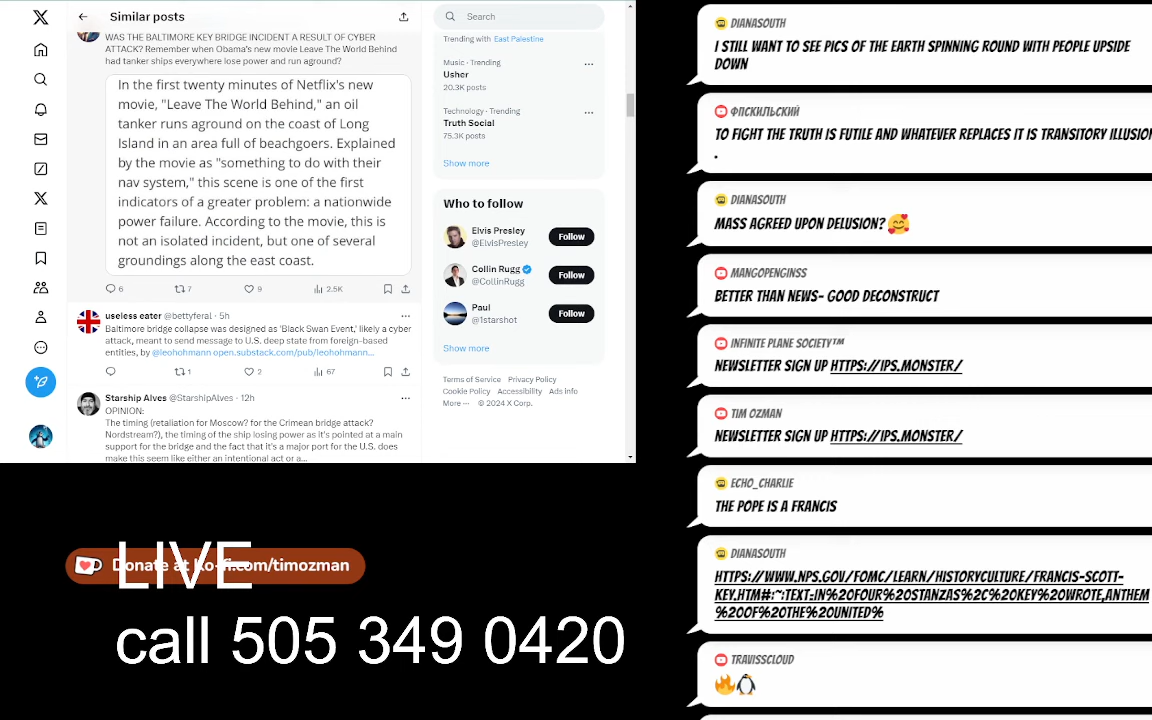 Similar posts
WAS THE BALTIMORE KEY BRIDGE INCIDENT A RESULT OF CYBER
ATTACK? Remember when Obama's new movie Leave The World Behind
had tanker ships everywhere lose power and run aground?
In the first twenty minutes of Netflix's new
movie, "Leave The World Behind," an oil
tanker runs aground on the coast of Long
Island in an area full of beachgoers. Explained
by the movie as "something to do with their
nav system," this scene is one of the first
indicators of a greater problem: a nationwide
power failure. According to the movie, this is
not an isolated incident, but one of several
groundings along the east coast.
6 7 9 2.5K
useless eater @bettyferal · 5h
Baltimore bridge collapse was designed as 'Black Swan Event,' likely a cyber
attack, meant to send message to U.S. deep state from foreign-based
entities, by @leohohmann open.substack.com/pub/leohohmann...
1 2 67
Starship Alves @StarshipAlves · 12h
OPINION:
The timing (retaliation for Moscow? for the Crimean bridge attack?
Nordstream?), the timing of the ship losing power as it's pointed at a main
support for the bridge and the fact that it's a major port for the U.S. does
make this seem like either an intentional act or a...
Search
Trending with East Palestine
Music · Trending
Usher
20.3K posts
Technology · Trending
Truth Social
75.3K posts
Show more
Who to follow
Elvis Presley
@ElvisPresley
Follow
Collin Rugg
@CollinRugg
Follow
Paul
@1starshot
Follow
Show more
Terms of Service Privacy Policy
Cookie Policy Accessibility Ads info
More ··· © 2024 X Corp.
LIVE
Donate at ko-fi.com/timozman
call 505 349 0420
DIANASOUTH
I STILL WANT TO SEE PICS OF THE EARTH SPINNING ROUND WITH PEOPLE UPSIDE
DOWN
ФПСКИЛЬСКИЙ
TO FIGHT THE TRUTH IS FUTILE AND WHATEVER REPLACES IT IS TRANSITORY ILLUSION
.
DIANASOUTH
MASS AGREED UPON DELUSION? 🥰
MANGOPENGINSS
BETTER THAN NEWS- GOOD DECONSTRUCT
INFINITE PLANE SOCIETY™
NEWSLETTER SIGN UP HTTPS://IPS.MONSTER/
TIM OZMAN
NEWSLETTER SIGN UP HTTPS://IPS.MONSTER/
ECHO_CHARLIE
THE POPE IS A FRANCIS
DIANASOUTH
HTTPS://WWW.NPS.GOV/FOMC/LEARN/HISTORYCULTURE/FRANCIS-SCOTT-
KEY.HTM#:~:TEXT=IN%20FOUR%20STANZAS%2C%20KEY%20WROTE,ANTHEM
%20OF%20THE%20UNITED%
TRAVISSCLOUD
🔥🐧